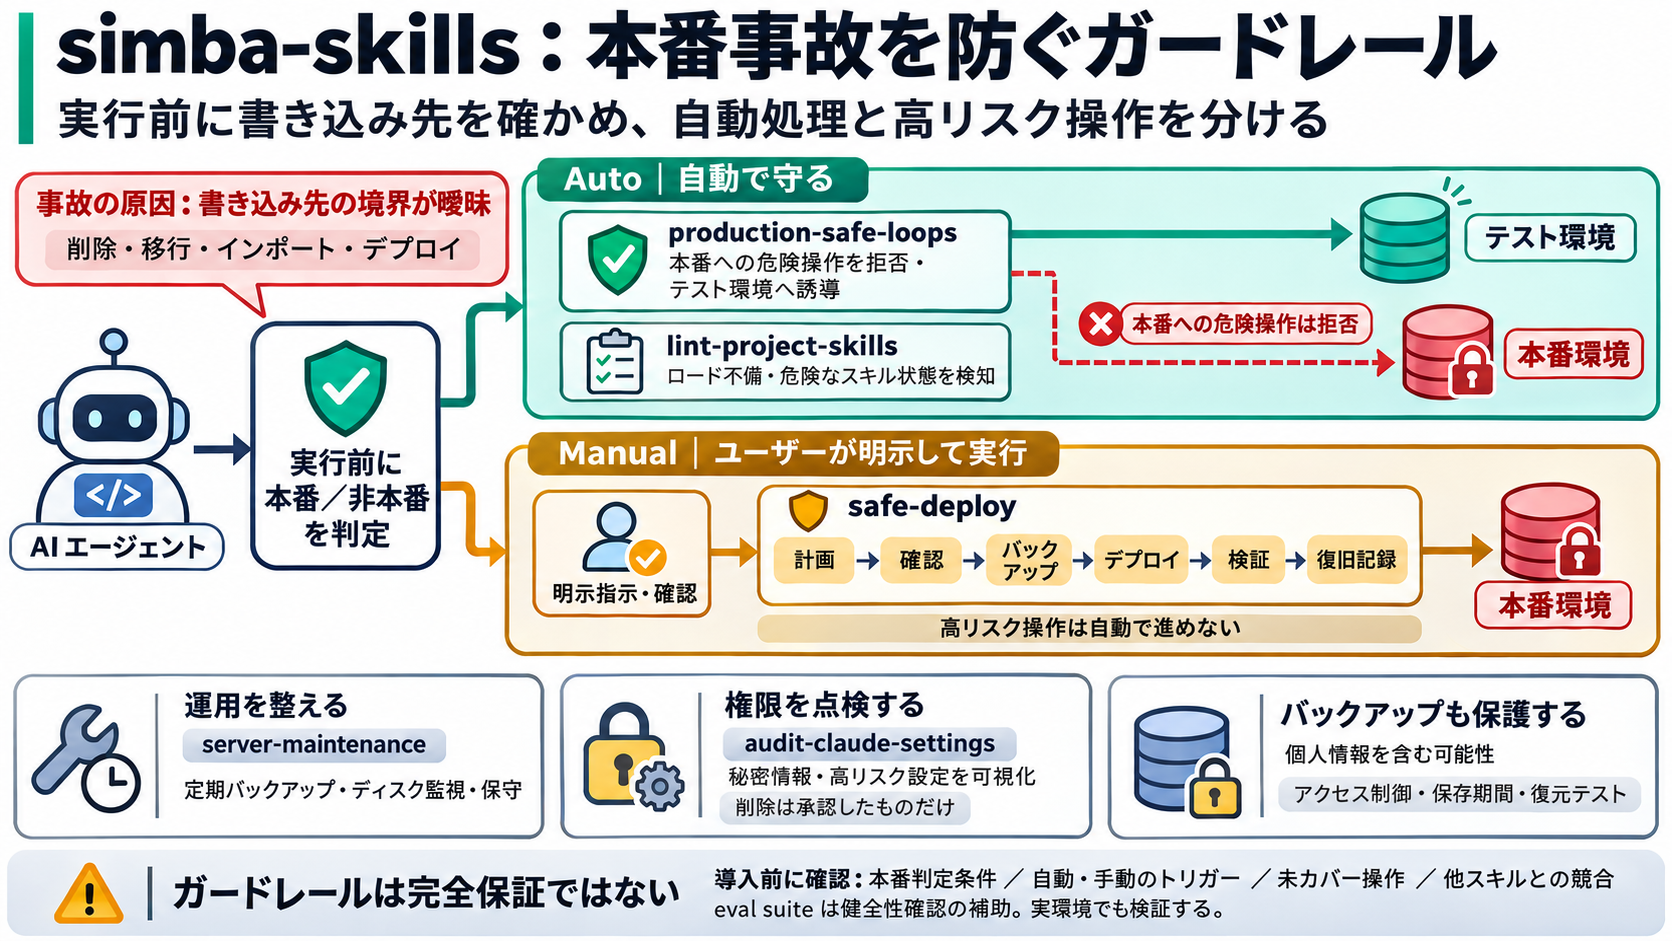 simba-skills：本番事故を防ぐガードレール
実行前に書き込み先を確かめ、自動処理と高リスク操作を分ける
事故の原因：書き込み先の境界が曖昧
削除・移行・インポート・デプロイ
</>
AI エージェント
実行前に
本番／非本番
を判定
Auto｜自動で守る
production-safe-loops
本番への危険操作を拒否・
テスト環境へ誘導
lint-project-skills
ロード不備・危険なスキル状態を検知
テスト環境
本番への危険操作は拒否
本番環境
Manual｜ユーザーが明示して実行
明示指示・確認
safe-deploy
計画
確認
バック
アップ
デプロイ
検証
復旧記録
高リスク操作は自動で進めない
本番環境
運用を整える
server-maintenance
定期バックアップ・ディスク監視・保守
権限を点検する
audit-claude-settings
秘密情報・高リスク設定を可視化
削除は承認したものだけ
バックアップも保護する
個人情報を含む可能性
アクセス制御・保存期間・復元テスト
ガードレールは完全保証ではない
導入前に確認：本番判定条件 ／ 自動・手動のトリガー ／ 未カバー操作 ／ 他スキルとの競合
eval suite は健全性確認の補助。実環境でも検証する。